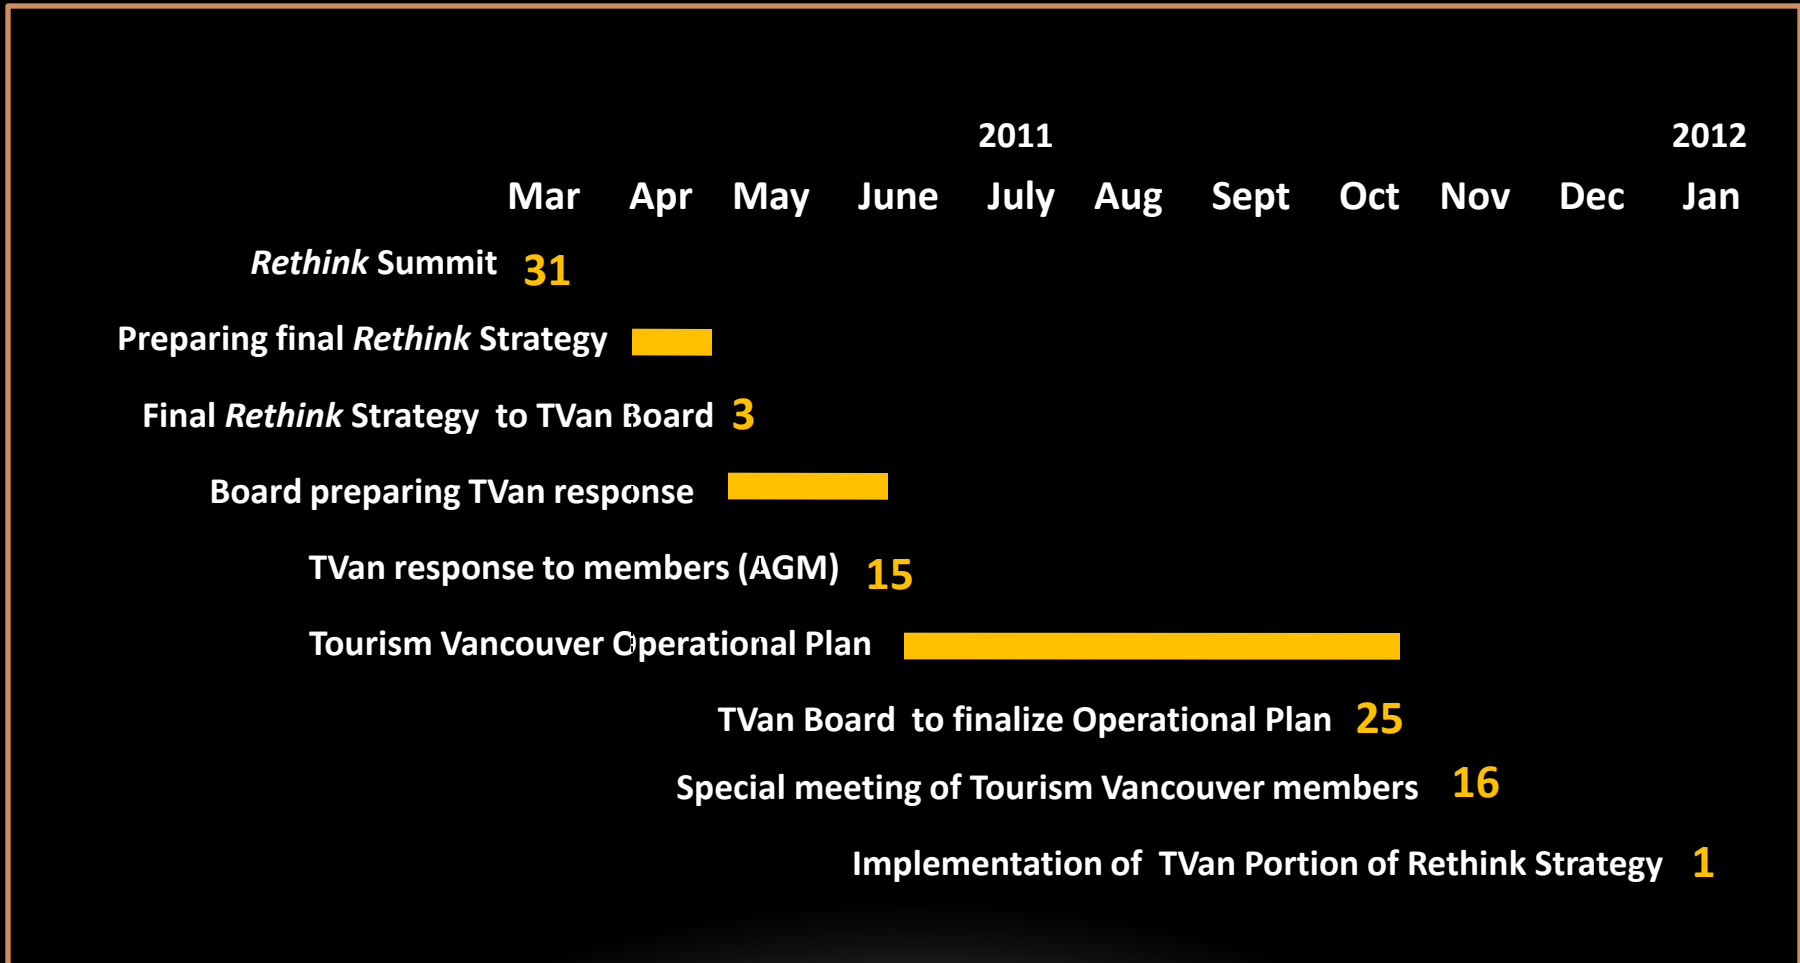 2011 2012
Mar Apr May June July Aug Sept Oct Nov Dec Jan
Rethink Summit 31
Preparing final Rethink Strategy
Final Rethink Strategy to TVan Board 3
Board preparing TVan response
TVan response to members (AGM) 15
Tourism Vancouver Operational Plan
TVan Board to finalize Operational Plan 25
Special meeting of Tourism Vancouver members 16
Implementation of TVan Portion of Rethink Strategy 1